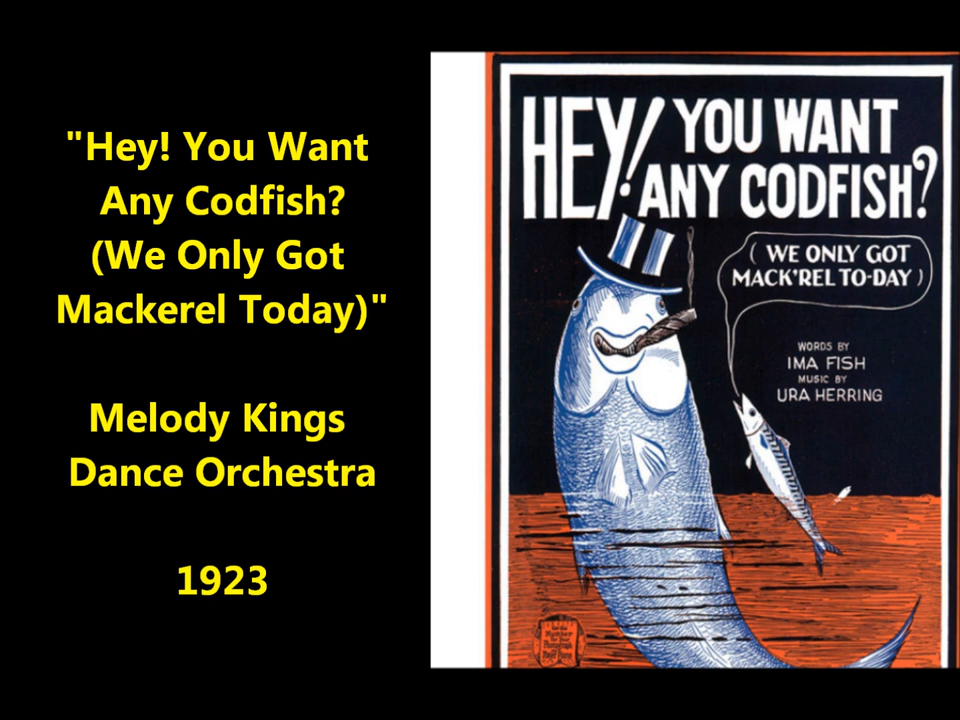 "Hey! You Want
Any Codfish?
(We Only Got
Mackerel Today)"
Melody Kings
Dance Orchestra
1923
HEY! YOU WANT
ANY CODFISH?
( WE ONLY GOT
MACK'REL TO-DAY )
WORDS BY
IMA FISH
MUSIC BY
URA HERRING